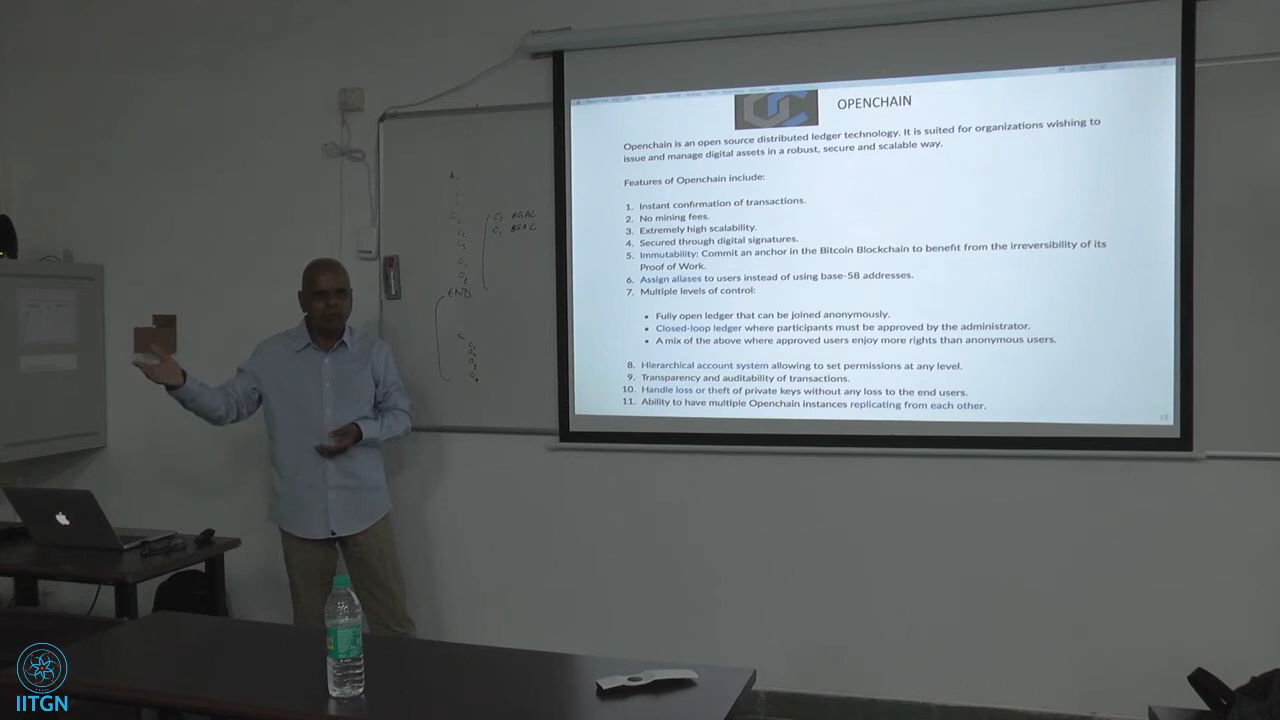 OPENCHAIN
Openchain is an open source distributed ledger technology. It is suited for organizations wishing to
issue and manage digital assets in a robust, secure and scalable way.
Features of Openchain include:
1. Instant confirmation of transactions.
2. No mining fees.
3. Extremely high scalability.
4. Secured through digital signatures.
5. Immutability: Commit an anchor in the Bitcoin Blockchain to benefit from the irreversibility of its
Proof of Work.
6. Assign aliases to users instead of using base-58 addresses.
7. Multiple levels of control:
• Fully open ledger that can be joined anonymously.
• Closed-loop ledger where participants must be approved by the administrator.
• A mix of the above where approved users enjoy more rights than anonymous users.
8. Hierarchical account system allowing to set permissions at any level.
9. Transparency and auditability of transactions.
10. Handle loss or theft of private keys without any loss to the end users.
11. Ability to have multiple Openchain instances replicating from each other.
18
END
IITGN